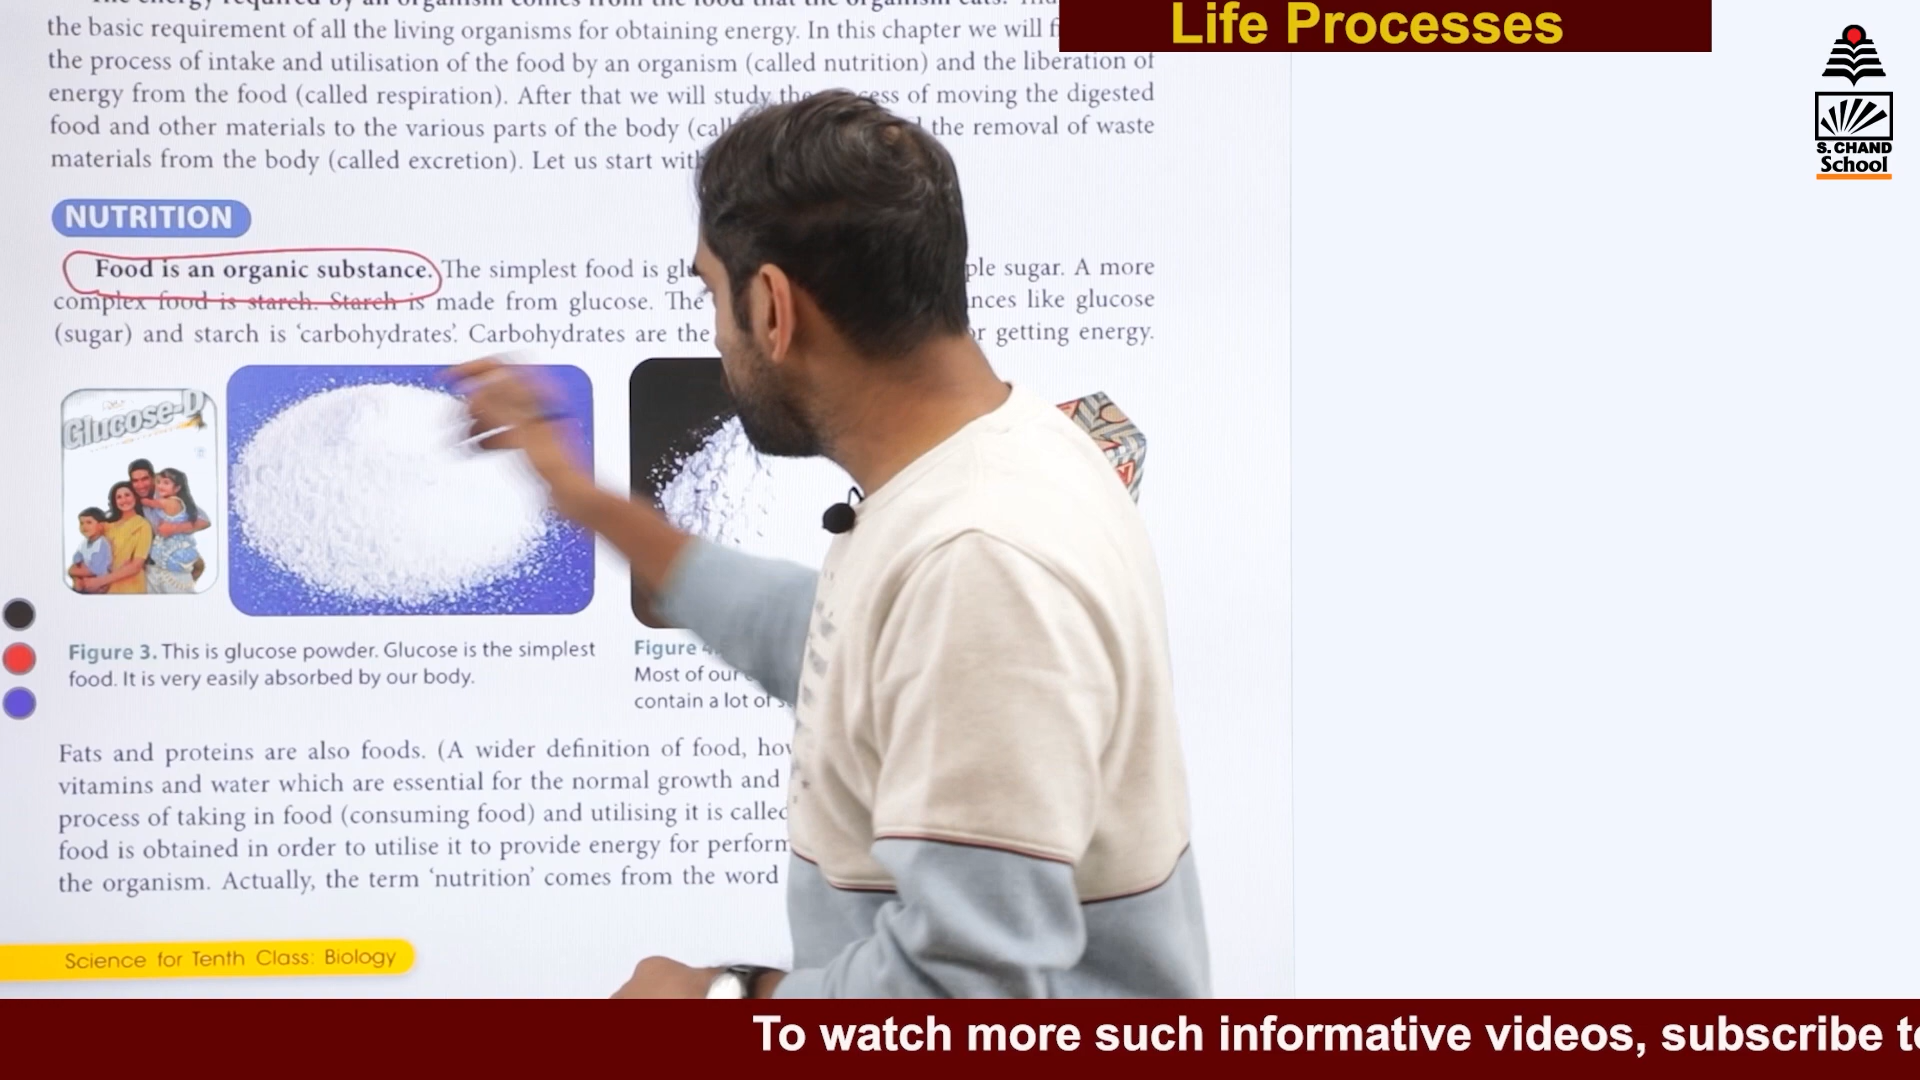 Life Processes
the basic requirement of all the living organisms for obtaining energy. In this chapter we will
the process of intake and utilisation of the food by an organism (called nutrition) and the liberation of
energy from the food (called respiration). After that we will study the of moving the digested
food and other materials to the various parts of the body the removal of waste
materials from the body (called excretion). Let us start with
S. CHAND
School
NUTRITION
Food is an organic substance. The simplest food is sugar. A more
complex food is starch. Starch is made from glucose. The like glucose
(sugar) and starch is ‘carbohydrates’. Carbohydrates are the getting energy.
Glucose-D
Figure 3. This is glucose powder. Glucose is the simplest
food. It is very easily absorbed by our body.
Figure 4.
Most of our
contain a lot of
Fats and proteins are also foods. (A wider definition of food,
vitamins and water which are essential for the normal growth and
process of taking in food (consuming food) and utilising it is called
food is obtained in order to utilise it to provide energy for
the organism. Actually, the term ‘nutrition’ comes from the word
Science for Tenth Class: Biology
To watch more such informative videos, subscribe